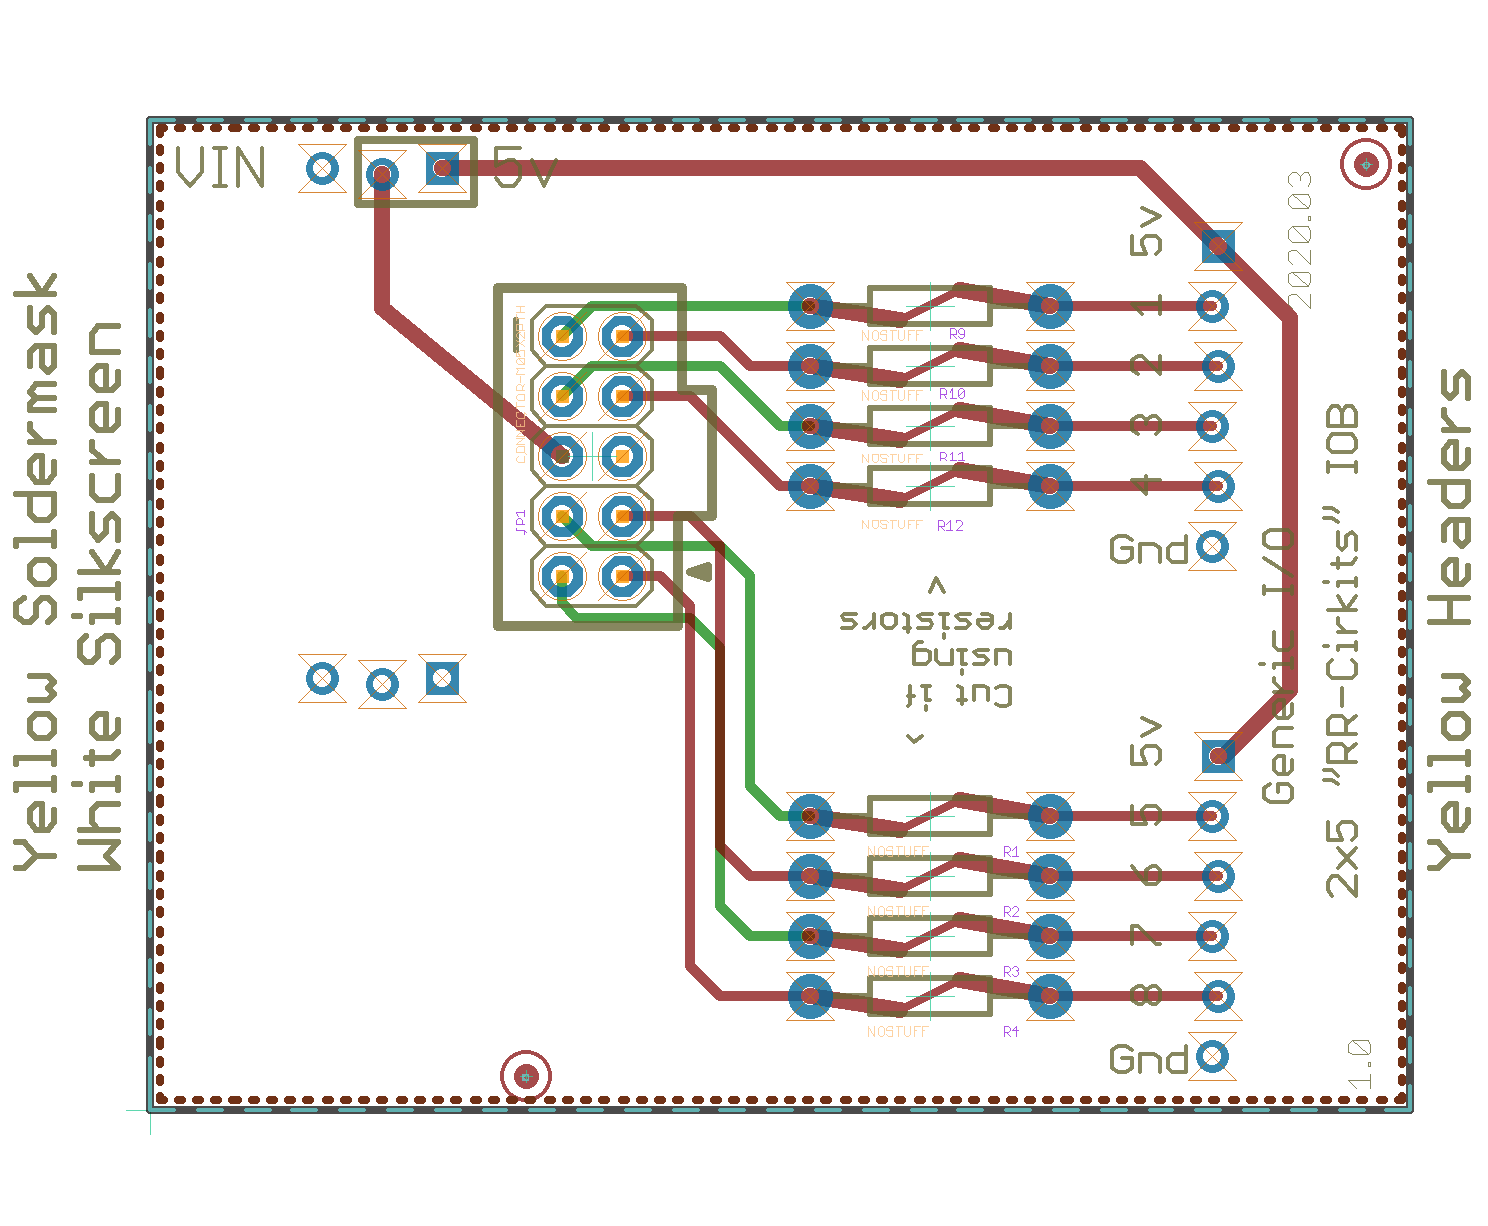 Yellow Soldermask
White Silkscreen
VIN
5v
2020.03
5v
1
2
3
4
Gnd
CONNECTOR-M05X2PTH
JP1
NOSTUFF
R9
NOSTUFF
R10
NOSTUFF
R11
NOSTUFF
R12
Cut if
using
resistors
>
<
Generic I/O
2x5 "RR-Cirkits" IOB
Yellow Headers
5v
5
6
7
8
Gnd
NOSTUFF
R1
NOSTUFF
R2
NOSTUFF
R3
NOSTUFF
R4
1.0